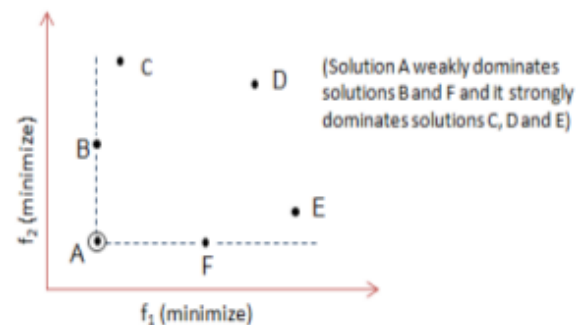 C
D
(Solution A weakly dominates
solutions B and F and it strongly
dominates solutions C, D and E)
B
E
A
F
f2 (minimize)
f1 (minimize)